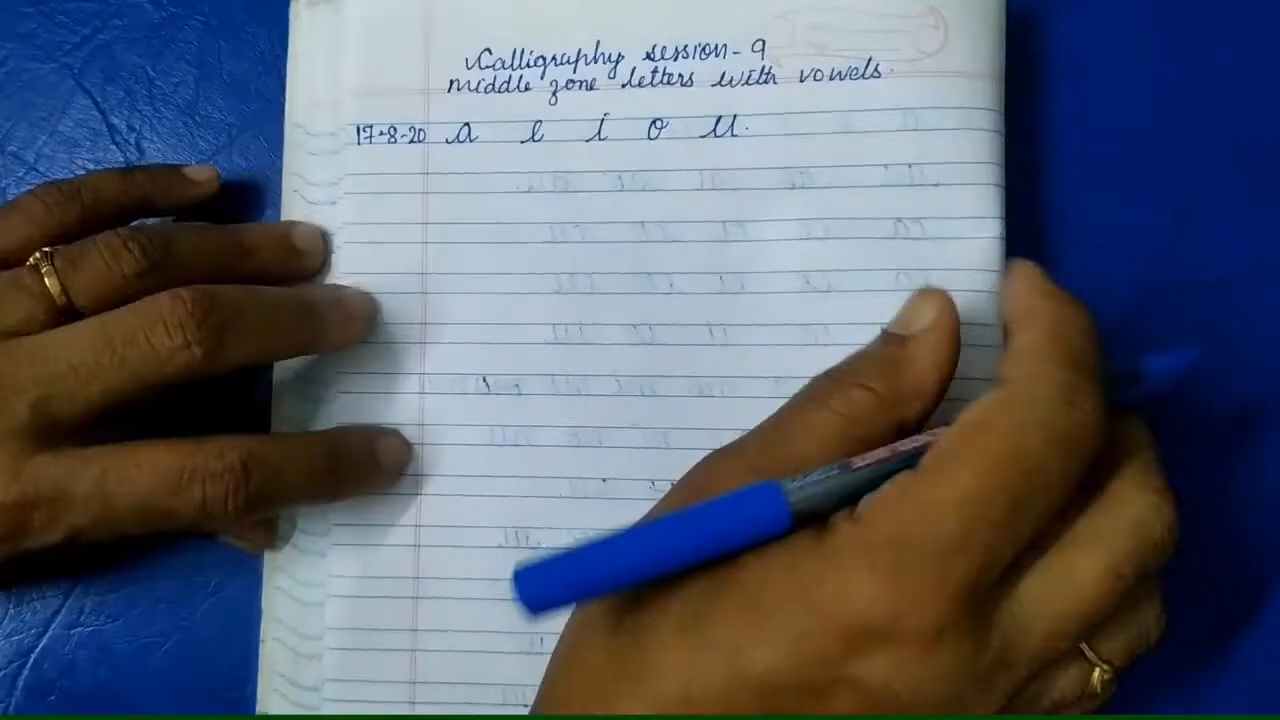 Calligraphy session-9
middle zone letters with vowels.
17-8-20 a e i o u.